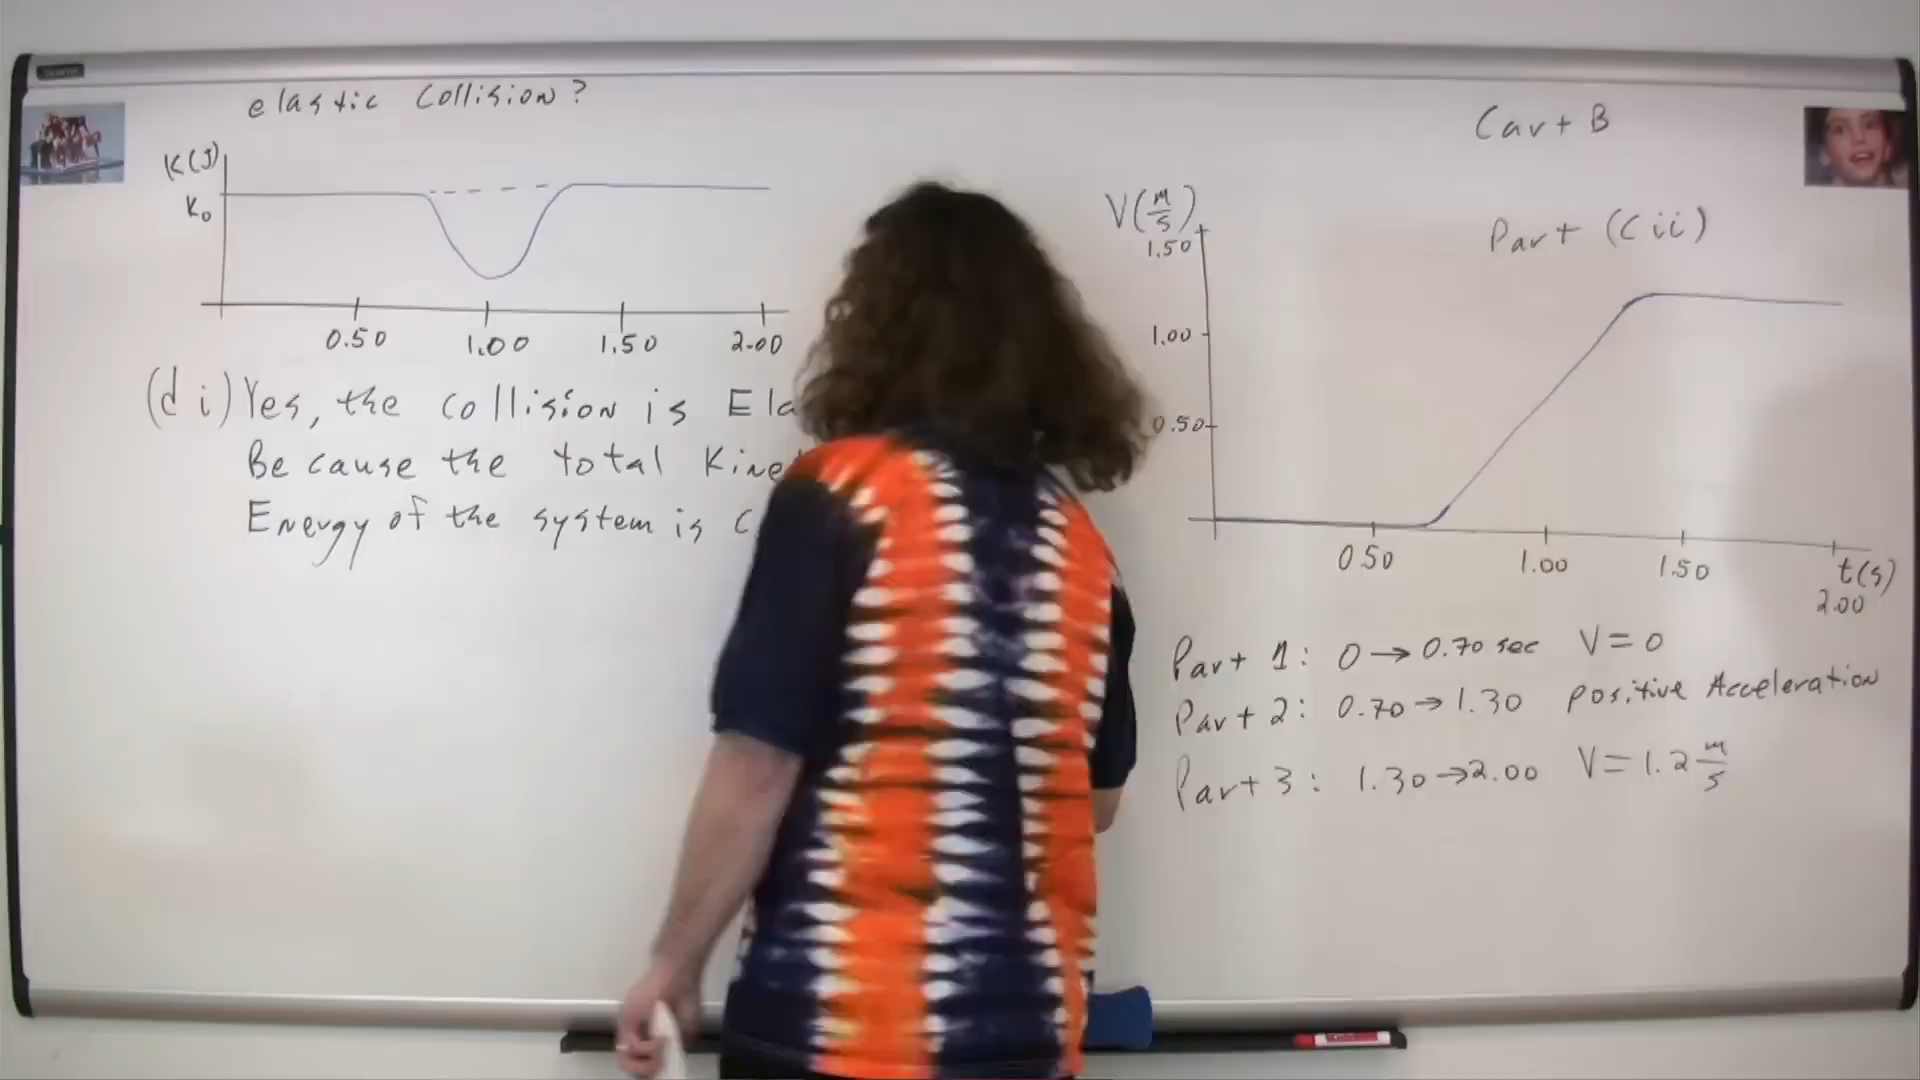 elastic Collision?
K(J)
K₀
0.50 1.00 1.50 2.00
(di) Yes, the collision is Ela
Because the total Kine
Energy of the system is c
Cart B
Part (Cii)
V(m/s)
1.50
1.00
0.50
0.50 1.00 1.50 2.00
t(s)
Part 1: 0 → 0.70 sec V = 0
Part 2: 0.70 → 1.30 positive Acceleration
Part 3: 1.30 → 2.00 V = 1.2 m/s